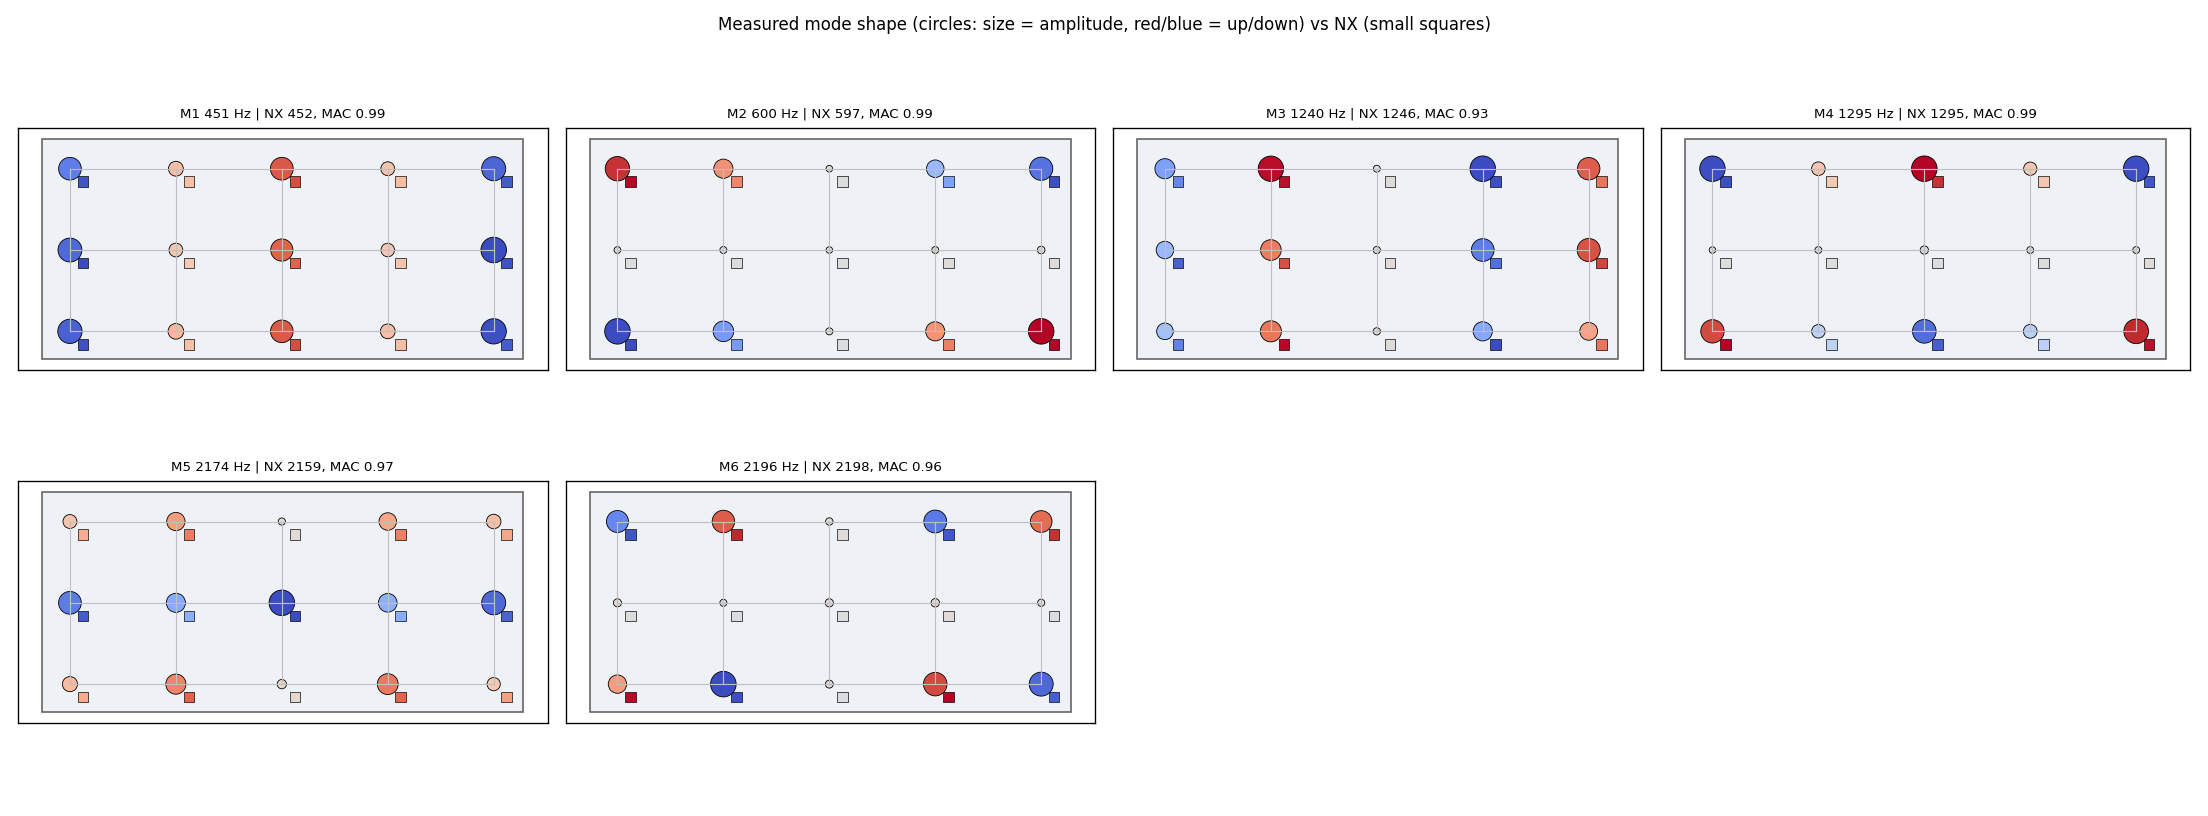 Measured mode shape (circles: size = amplitude, red/blue = up/down) vs NX (small squares)
M1 451 Hz | NX 452, MAC 0.99
M2 600 Hz | NX 597, MAC 0.99
M3 1240 Hz | NX 1246, MAC 0.93
M4 1295 Hz | NX 1295, MAC 0.99
M5 2174 Hz | NX 2159, MAC 0.97
M6 2196 Hz | NX 2198, MAC 0.96